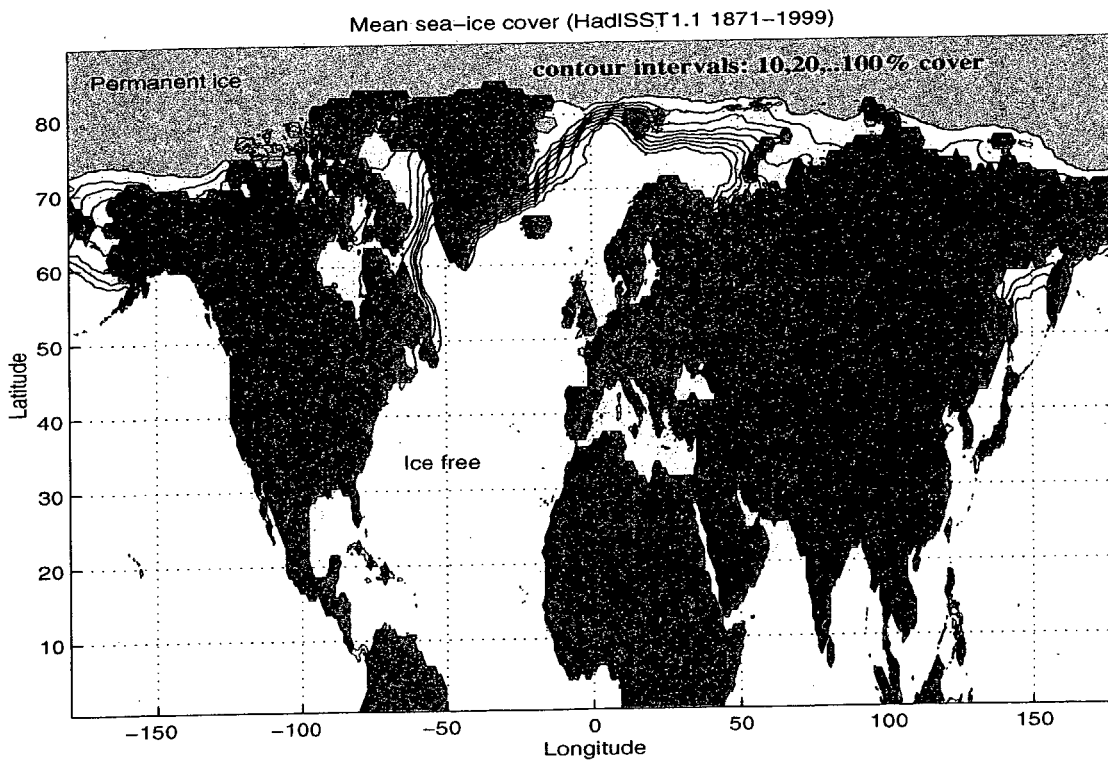 Mean sea–ice cover (HadISST1.1 1871–1999)
Permanent ice
contour intervals: 10,20,..100% cover
80
70
60
50
40
30
20
10
Latitude
Ice free
−150
−100
−50
0
50
100
150
Longitude